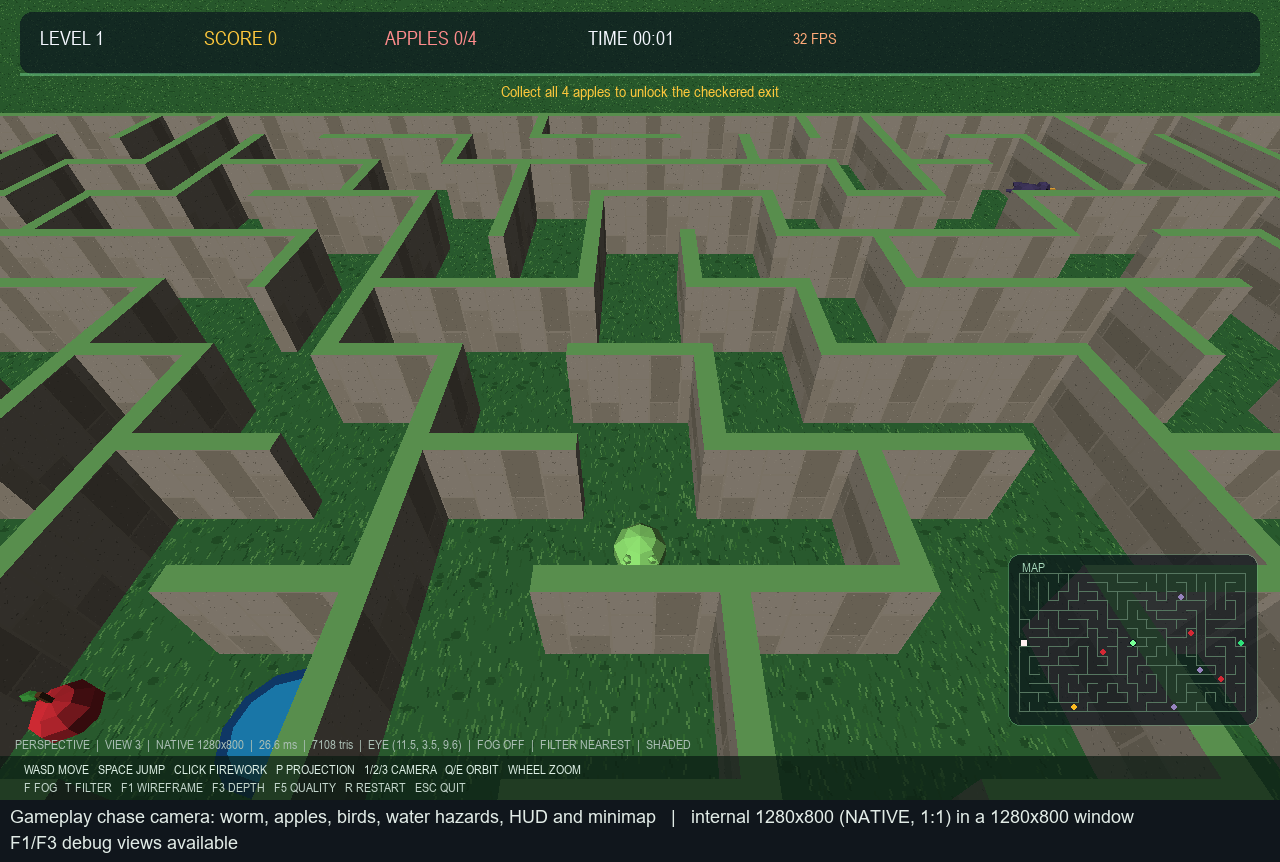 LEVEL 1 SCORE 0 APPLES 0/4 TIME 00:01 32 FPS
Collect all 4 apples to unlock the checkered exit
MAP
PERSPECTIVE | VIEW 3 | NATIVE 1280x800 | 26.6 ms | 7108 tris | EYE (11.5, 3.5, 9.6) | FOG OFF | FILTER NEAREST | SHADED
WASD MOVE SPACE JUMP CLICK FIREWORK P PROJECTION 1/2/3 CAMERA Q/E ORBIT WHEEL ZOOM
F FOG T FILTER F1 WIREFRAME F3 DEPTH F5 QUALITY R RESTART ESC QUIT
Gameplay chase camera: worm, apples, birds, water hazards, HUD and minimap | internal 1280x800 (NATIVE, 1:1) in a 1280x800 window
F1/F3 debug views available